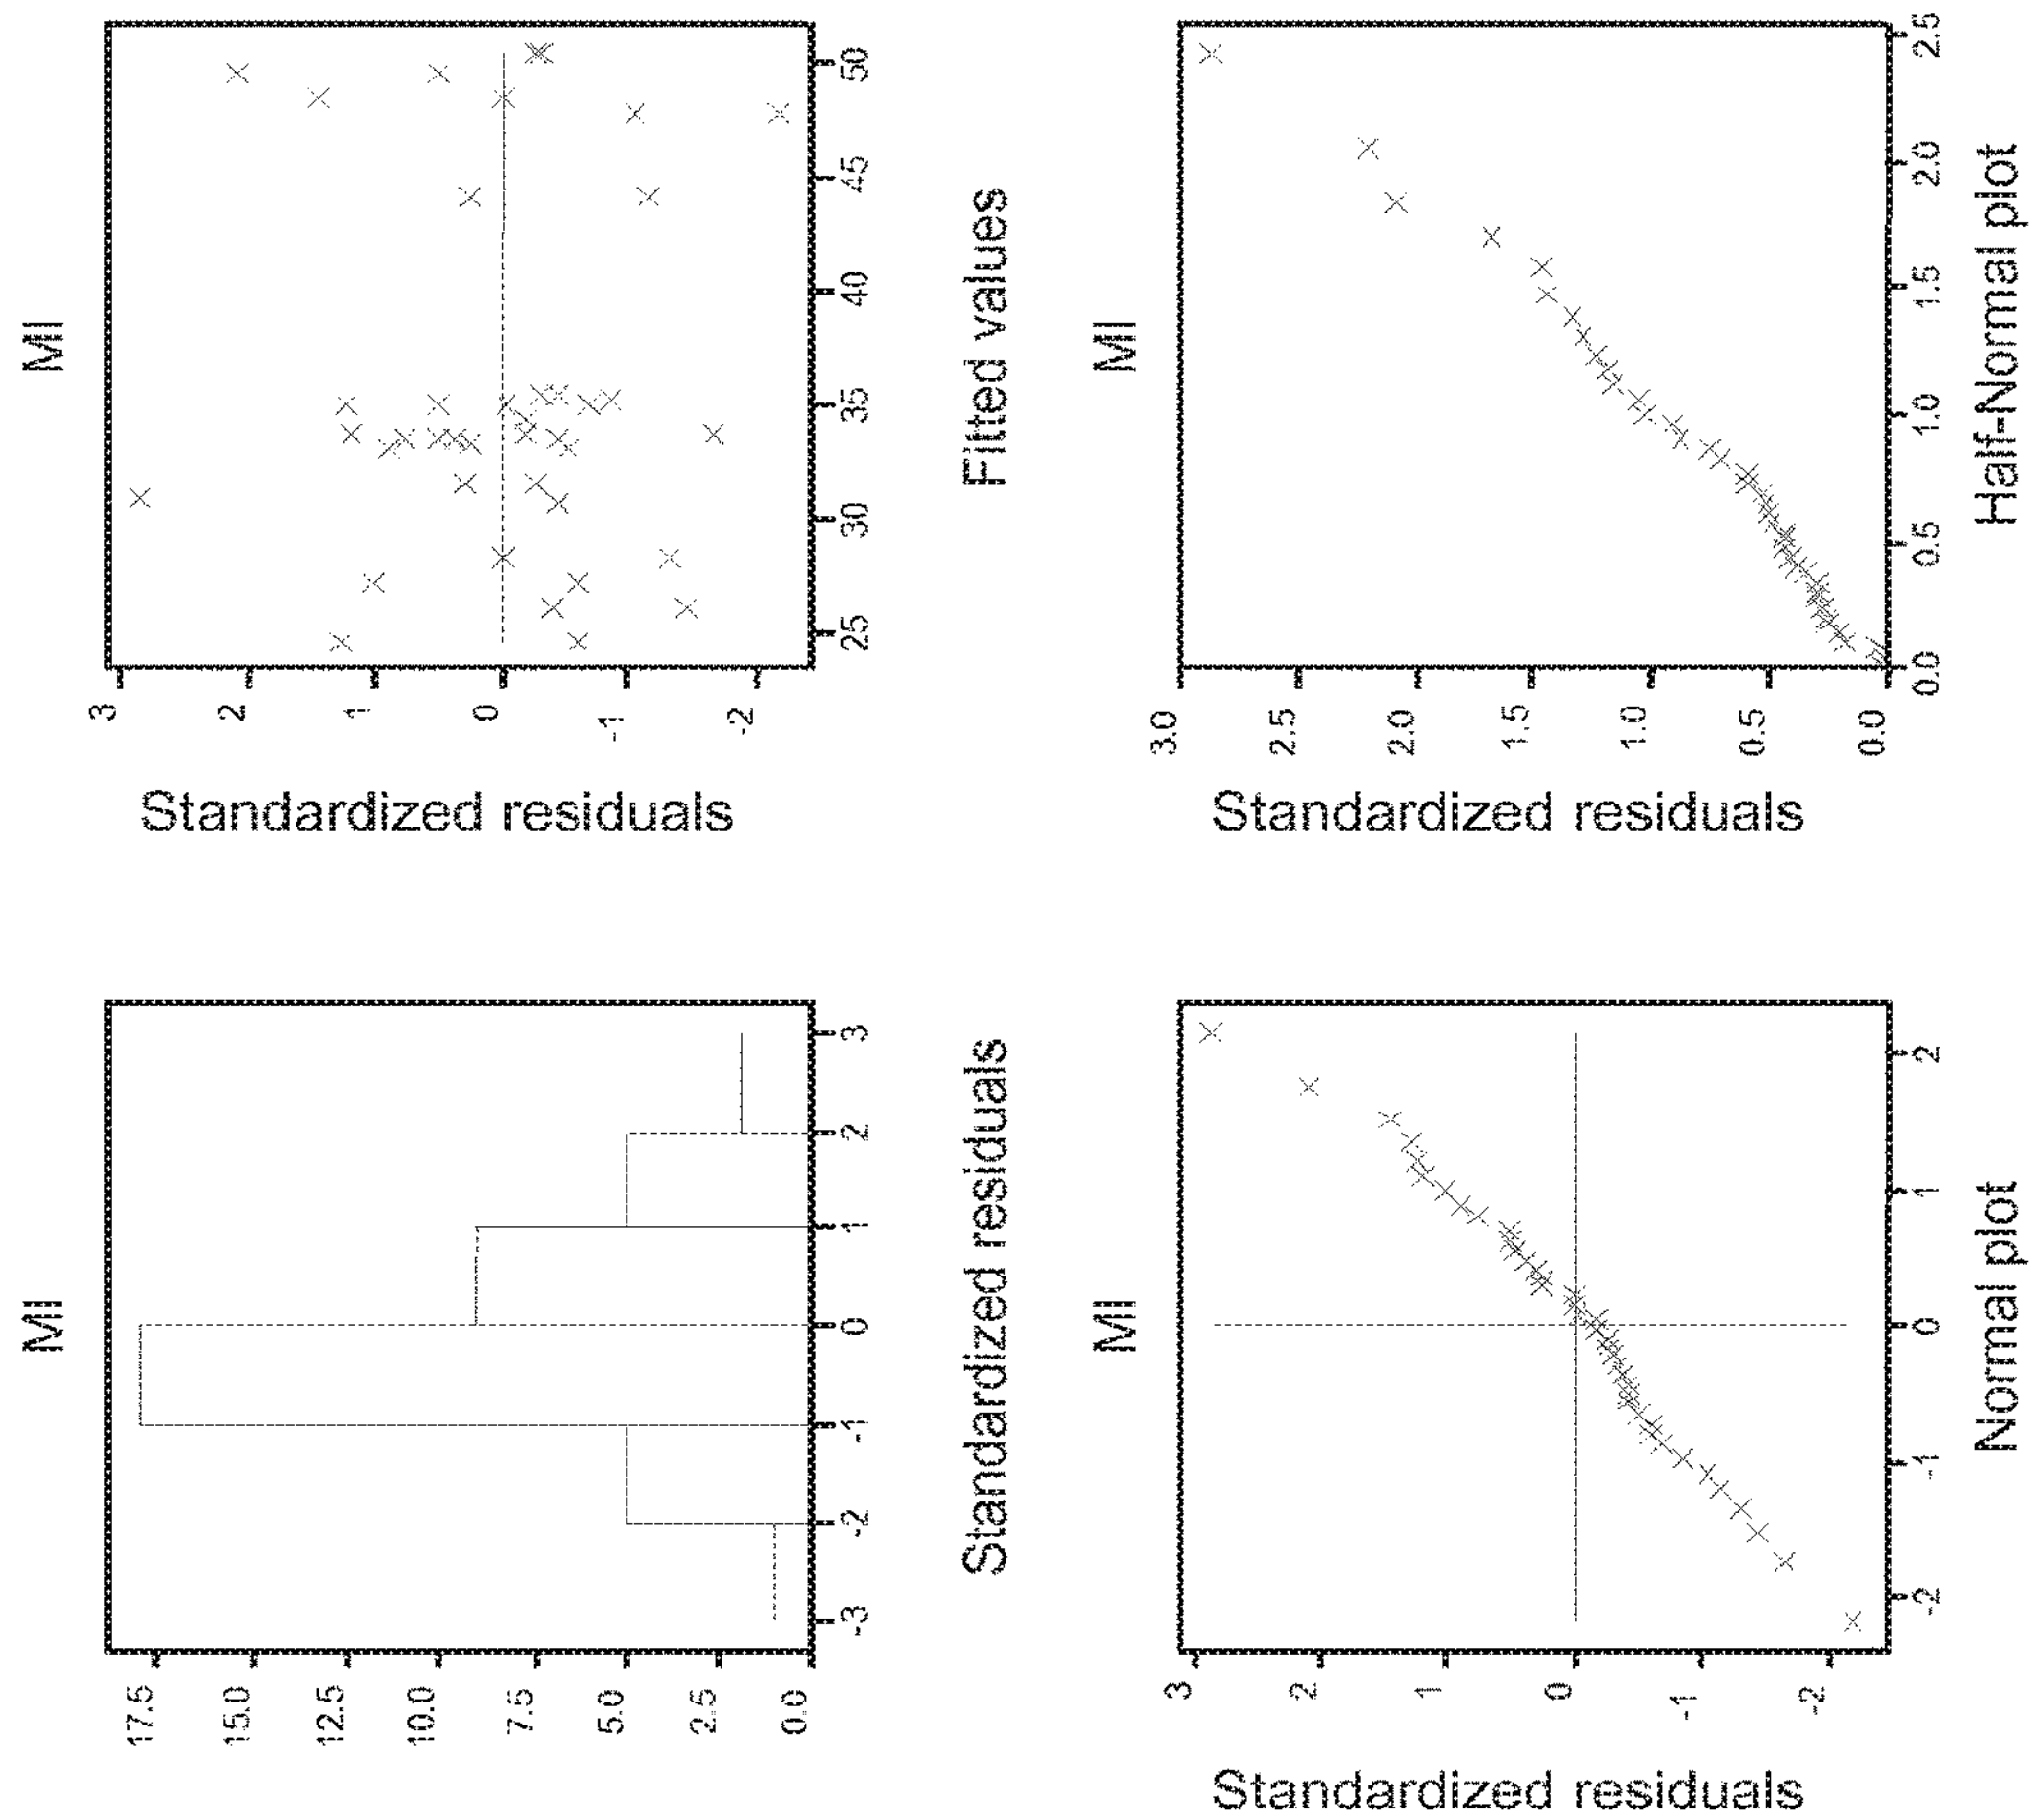 MI
17.5
15.0
12.5
10.0
7.5
5.0
2.5
0.0
-3 -2 -1 0 1 2 3
Standardized residuals
MI
Standardized residuals
3
2
1
0
-1
-2
25 30 35 40 45 50
Fitted values
MI
Standardized residuals
3
2
1
0
-1
-2
-2 -1 0 1 2
Normal plot
MI
Standardized residuals
3.0
2.5
2.0
1.5
1.0
0.5
0.0
0.0 0.5 1.0 1.5 2.0 2.5
Half-Normal plot